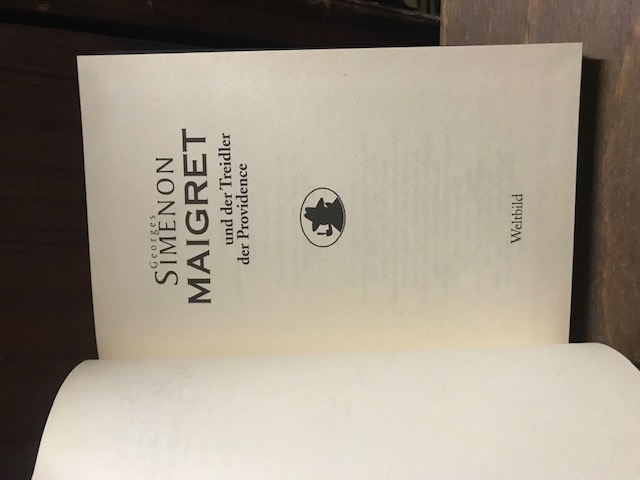 Georges
SIMENON
MAIGRET
und der Treidler
der Providence
Weltbild